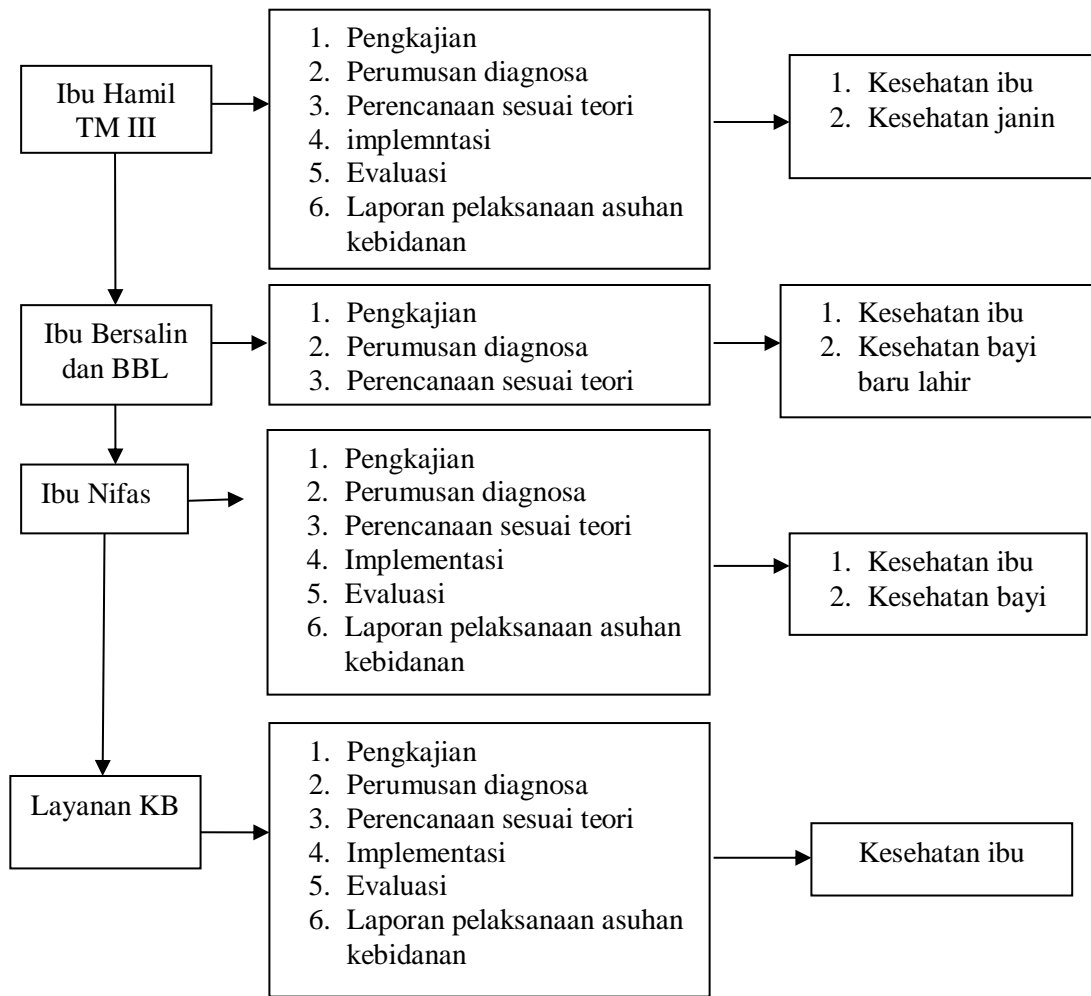 Ibu Hamil
TM III
1. Pengkajian
2. Perumusan diagnosa
3. Perencanaan sesuai teori
4. implemntasi
5. Evaluasi
6. Laporan pelaksanaan asuhan
kebidanan
1. Kesehatan ibu
2. Kesehatan janin
Ibu Bersalin
dan BBL
1. Pengkajian
2. Perumusan diagnosa
3. Perencanaan sesuai teori
1. Kesehatan ibu
2. Kesehatan bayi
baru lahir
Ibu Nifas
1. Pengkajian
2. Perumusan diagnosa
3. Perencanaan sesuai teori
4. Implementasi
5. Evaluasi
6. Laporan pelaksanaan asuhan
kebidanan
1. Kesehatan ibu
2. Kesehatan bayi
Layanan KB
1. Pengkajian
2. Perumusan diagnosa
3. Perencanaan sesuai teori
4. Implementasi
5. Evaluasi
6. Laporan pelaksanaan asuhan
kebidanan
Kesehatan ibu